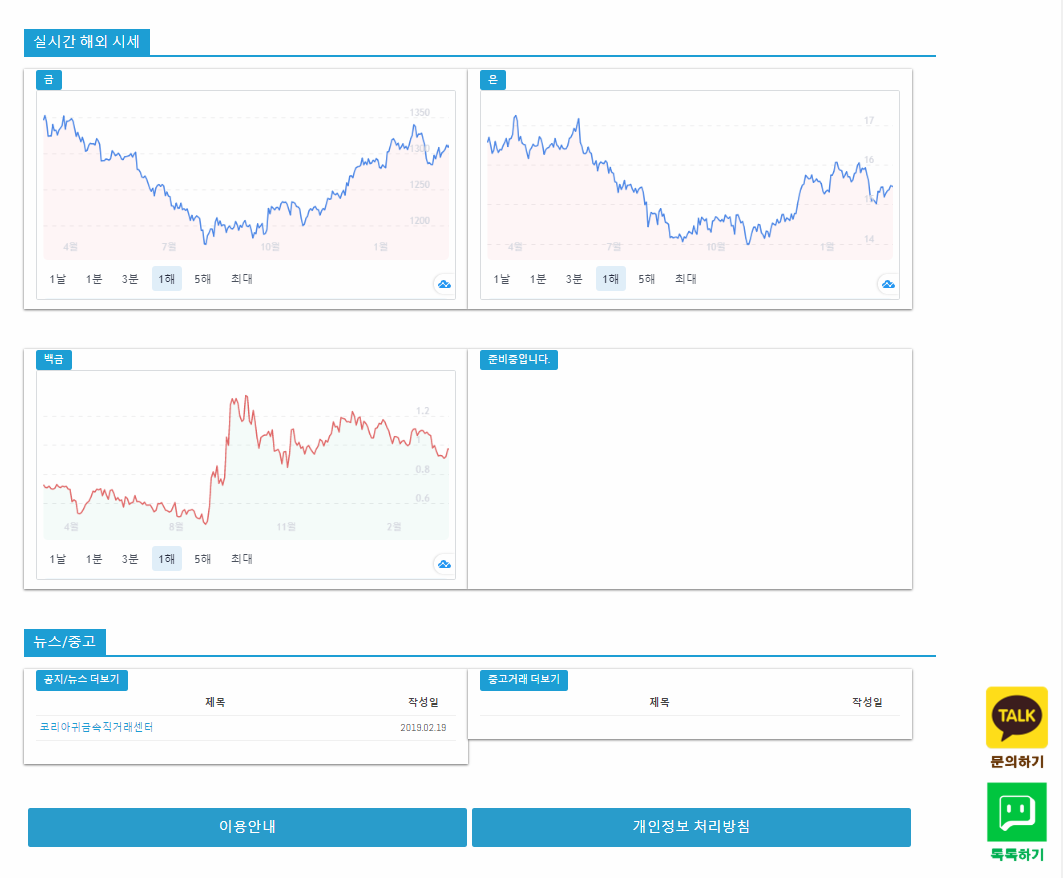 실시간 해외 시세
금
1350
1300
1250
1200
4월 7월 10월 1월
1날 1분 3분 1해 5해 최대
은
17
16
15
14
4월 7월 10월 1월
1날 1분 3분 1해 5해 최대
백금
1.2
0.8
0.6
4월 8월 11월 2월
1날 1분 3분 1해 5해 최대
준비중입니다.
뉴스/중고
공지/뉴스 더보기
제목 작성일
코리아귀금속직거래센터 2019.02.19
중고거래 더보기
제목 작성일
TALK
문의하기
톡톡하기
이용안내
개인정보 처리방침